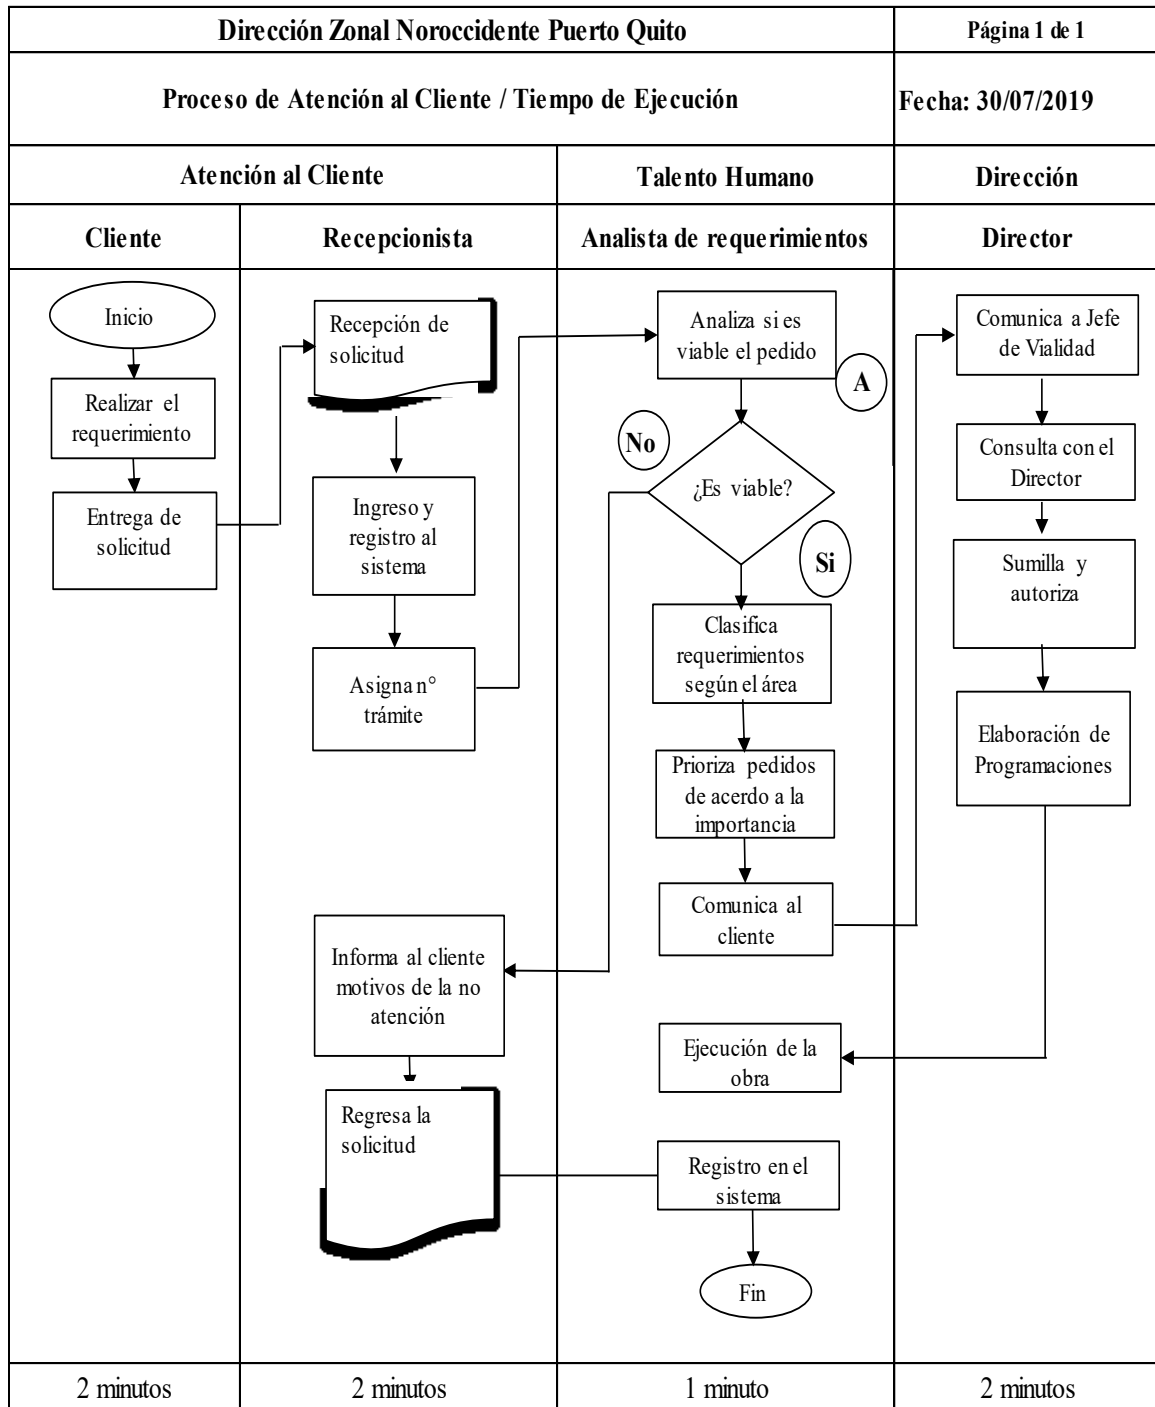 Dirección Zonal Noroccidente Puerto Quito
Página 1 de 1
Proceso de Atención al Cliente / Tiempo de Ejecución
Fecha: 30/07/2019
Atención al Cliente
Talento Humano
Dirección
Cliente
Recepcionista
Analista de requerimientos
Director
Inicio
Realizar el
requerimiento
Entrega de
solicitud
Recepción de
solicitud
Ingreso y
registro al
sistema
Asigna n°
trámite
Informa al cliente
motivos de la no
atención
Regresa la
solicitud
Analiza si es
viable el pedido
A
No
¿Es viable?
Si
Clasifica
requerimientos
según el área
Prioriza pedidos
de acerdo a la
importancia
Comunica al
cliente
Ejecución de la
obra
Registro en el
sistema
Fin
Comunica a Jefe
de Vialidad
Consulta con el
Director
Sumilla y
autoriza
Elaboración de
Programaciones
2 minutos
2 minutos
1 minuto
2 minutos